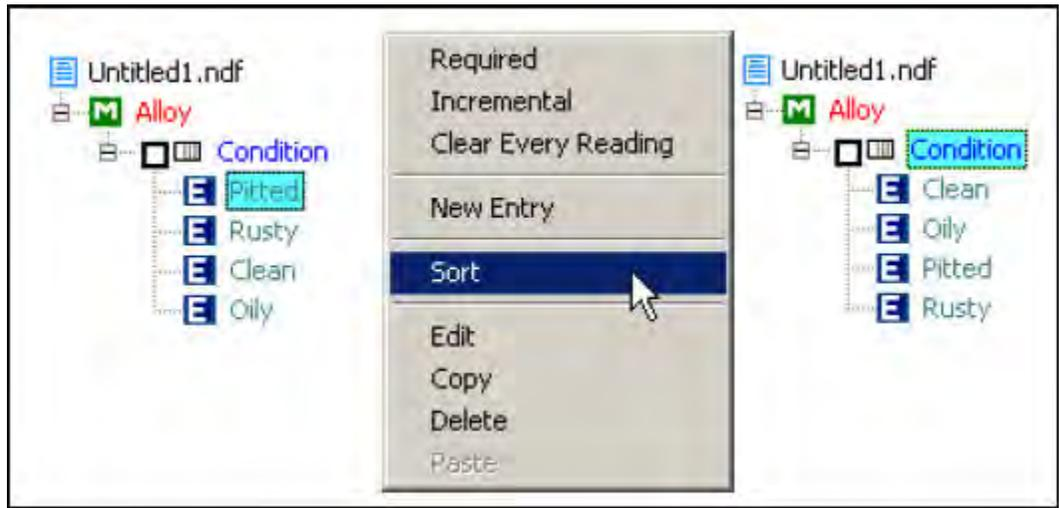 Untitled1.ndf
M Alloy
Condition
E Pitted
E Rusty
E Clean
E Oily
Required
Incremental
Clear Every Reading
New Entry
Sort
Edit
Copy
Delete
Paste
Untitled1.ndf
M Alloy
Condition
E Clean
E Oily
E Pitted
E Rusty